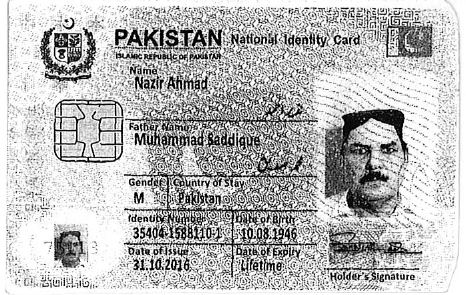 PAKISTAN National Identity Card
ISLAMIC REPUBLIC OF PAKISTAN
Name
Nazir Ahmad
Father Name
Muhammad Saddique
Gender Country of Stay
M Pakistan
Identity Number Date of Birth
35404-1588110-1 10.08.1946
Date of Issue Date of Expiry
31.10.2016 Lifetime
Holder's Signature